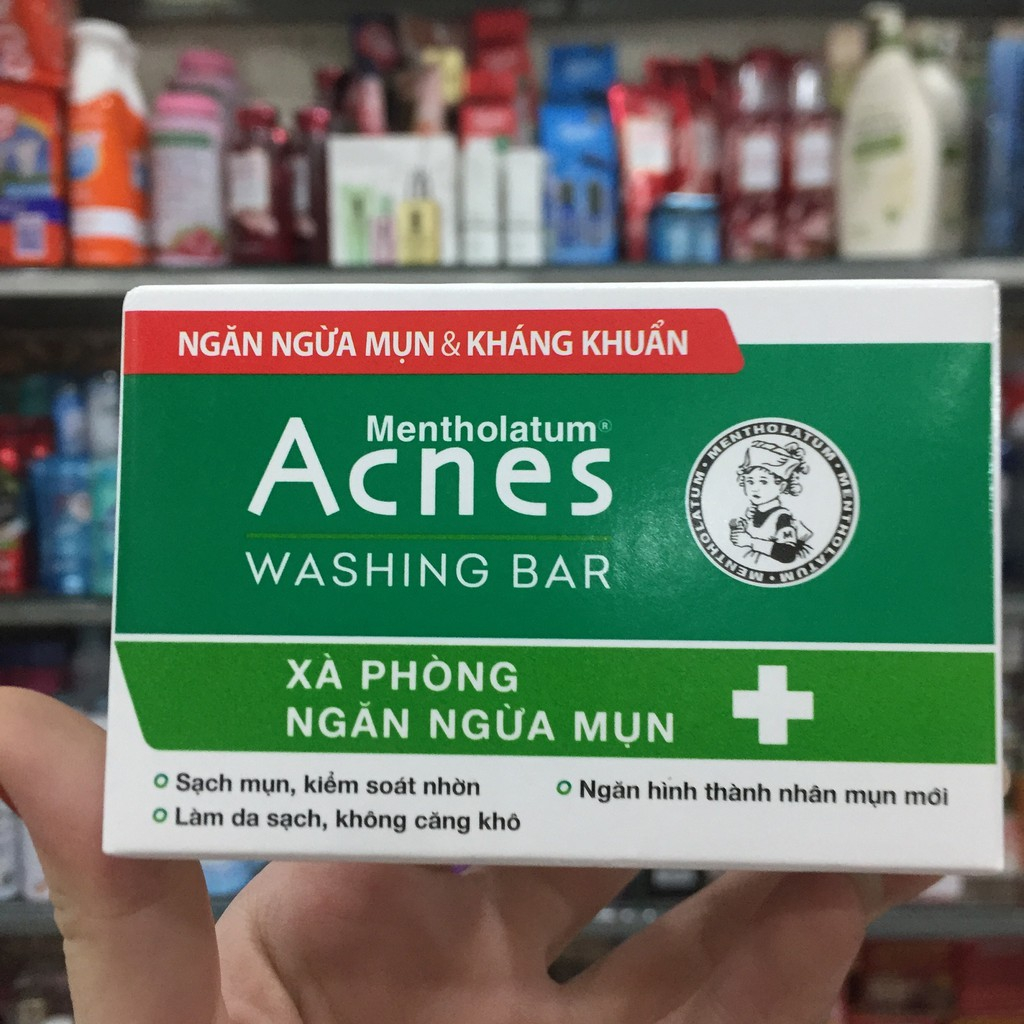 NGĂN NGỪA MỤN & KHÁNG KHUẨN
Mentholatum®
Acnes
WASHING BAR
MENTHOLATUM • MENTHOLATUM • MENTHOLATUM • MENTHOLATUM •
M
XÀ PHÒNG
NGĂN NGỪA MỤN
Sạch mụn, kiểm soát nhờn
Làm da sạch, không căng khô
Ngăn hình thành nhân mụn mới